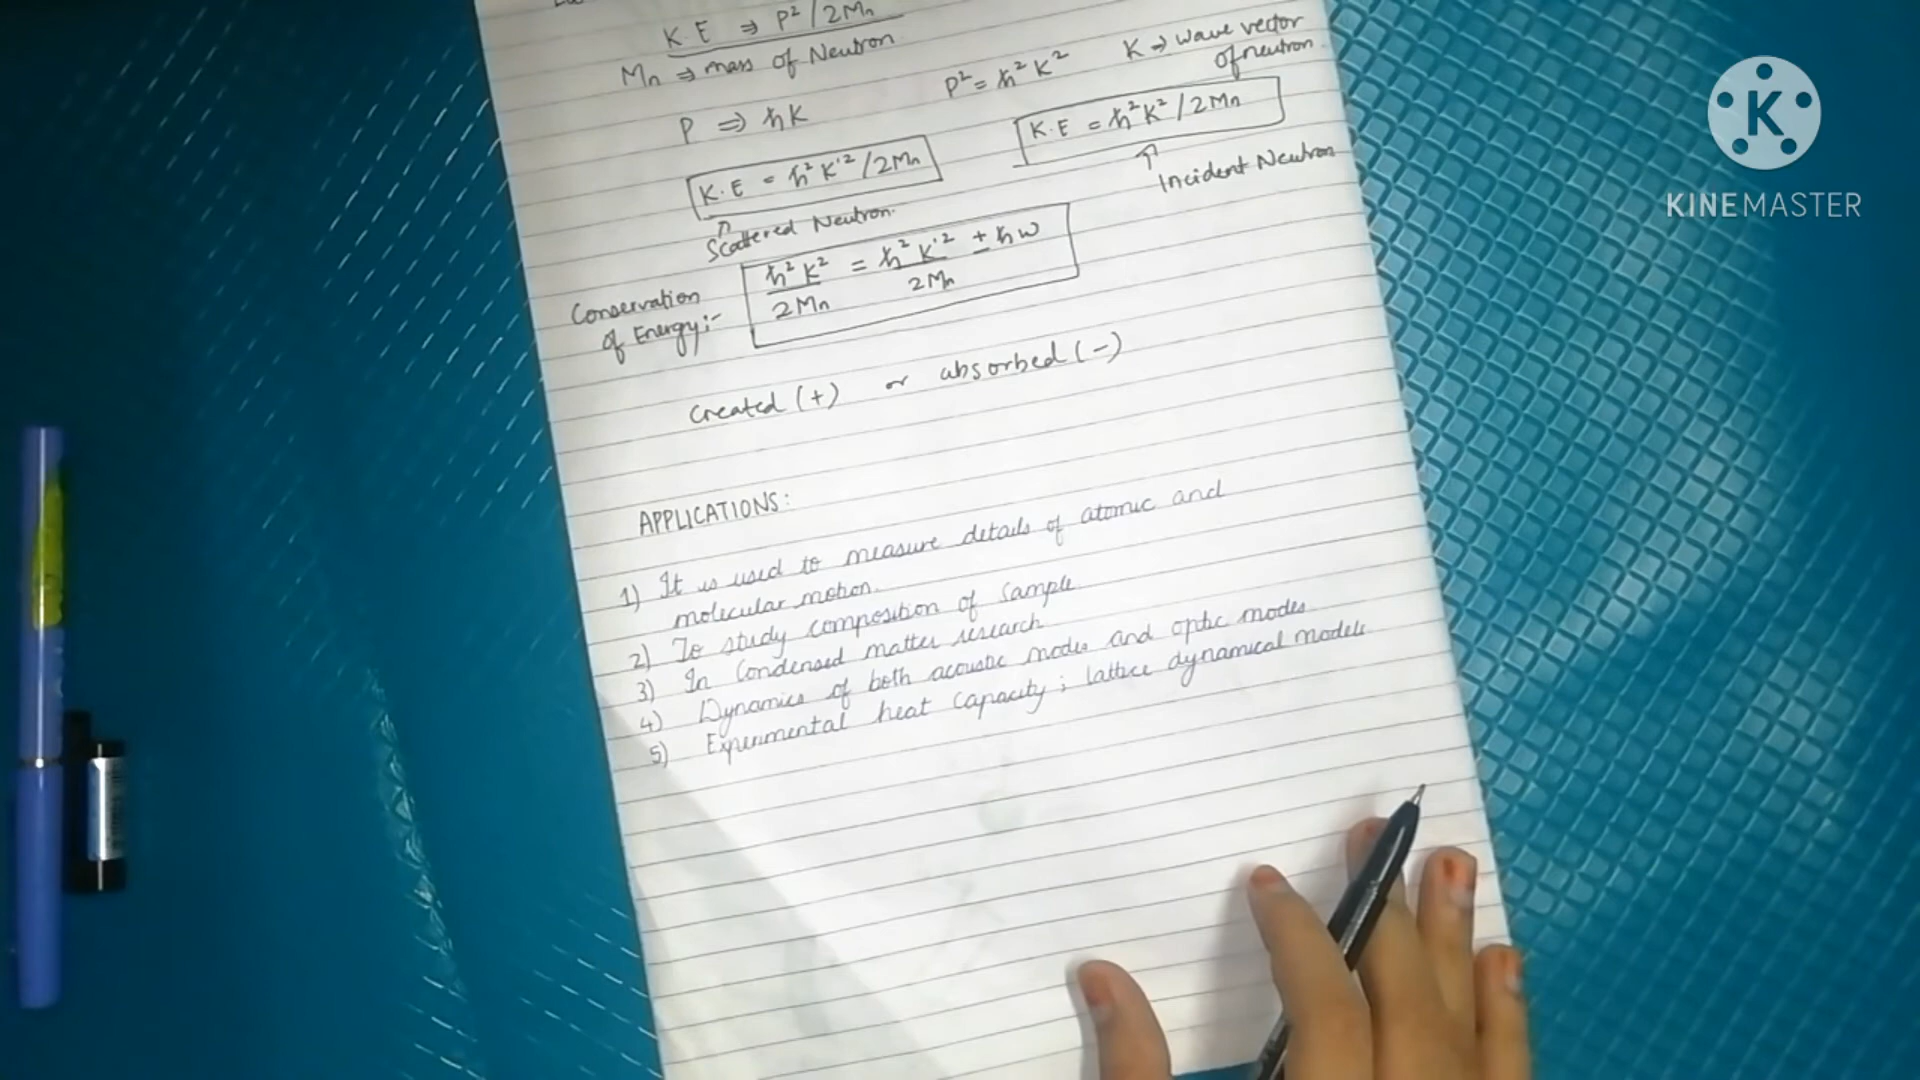 K.E ⇒ P²/2Mn
Mn ⇒ mass of Neutron
P ⇒ ℏK
P² = ℏ²K²
K → wave vector
of neutron.
K.E = ℏ²K²/2Mn
↑
Incident Neutron
K.E = ℏ²K'²/2Mn
↑
Scattered Neutron.
Conservation
of Energy:-
ℏ²K²/2Mn = ℏ²K'²/2Mn ± ℏω
Created (+) or absorbed (-)
APPLICATIONS:
1) It is used to measure details of atomic and
molecular motion.
2) To study composition of sample.
3) In Condensed matter research
4) Dynamics of both acoustic modes and optic modes
5) Experimental heat capacity; lattice dynamical models
K
KINEMASTER